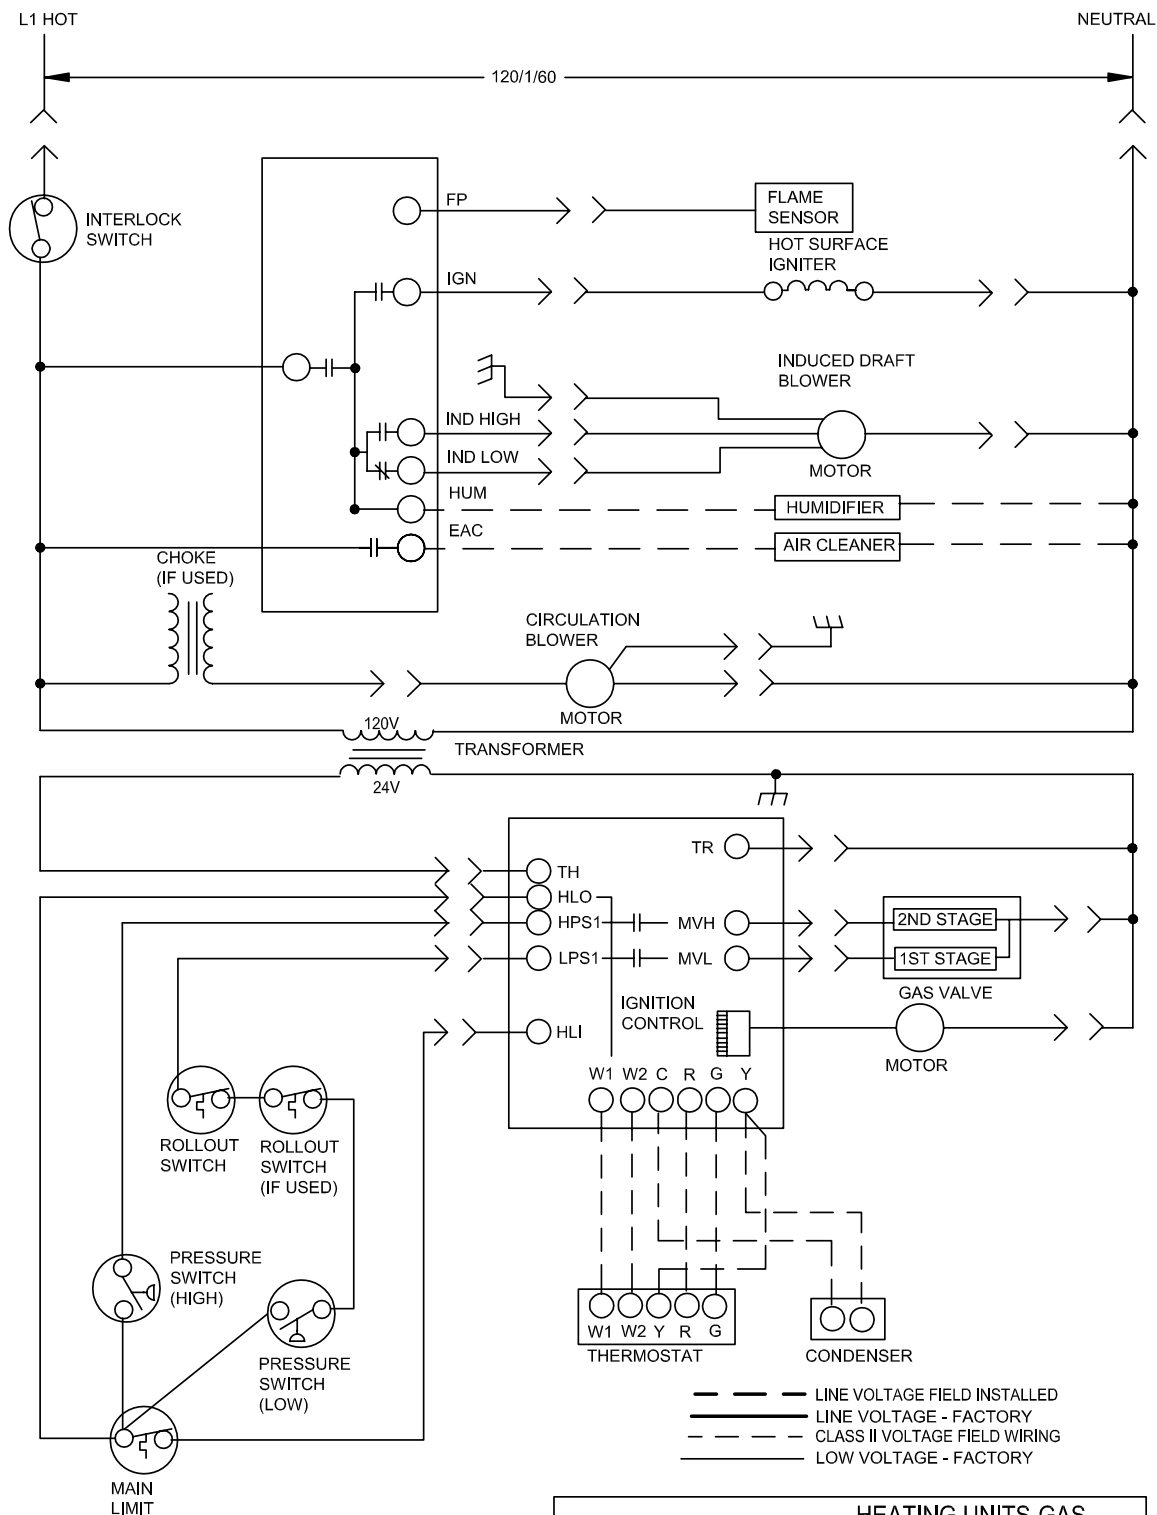 L1 HOT
NEUTRAL
120/1/60
INTERLOCK
SWITCH
FP
FLAME
SENSOR
HOT SURFACE
IGNITER
IGN
INDUCED DRAFT
BLOWER
IND HIGH
IND LOW
MOTOR
HUM
HUMIDIFIER
EAC
AIR CLEANER
CHOKE
(IF USED)
CIRCULATION
BLOWER
MOTOR
120V
TRANSFORMER
24V
TR
TH
HLO
HPS1
MVH
2ND STAGE
LPS1
MVL
1ST STAGE
GAS VALVE
IGNITION
CONTROL
HLI
MOTOR
W1 W2 C R G Y
ROLLOUT
SWITCH
ROLLOUT
SWITCH
(IF USED)
PRESSURE
SWITCH
(HIGH)
W1 W2 Y R G
THERMOSTAT
CONDENSER
PRESSURE
SWITCH
(LOW)
LINE VOLTAGE FIELD INSTALLED
LINE VOLTAGE - FACTORY
CLASS II VOLTAGE FIELD WIRING
LOW VOLTAGE - FACTORY
MAIN
LIMIT
HEATING UNITS-GAS